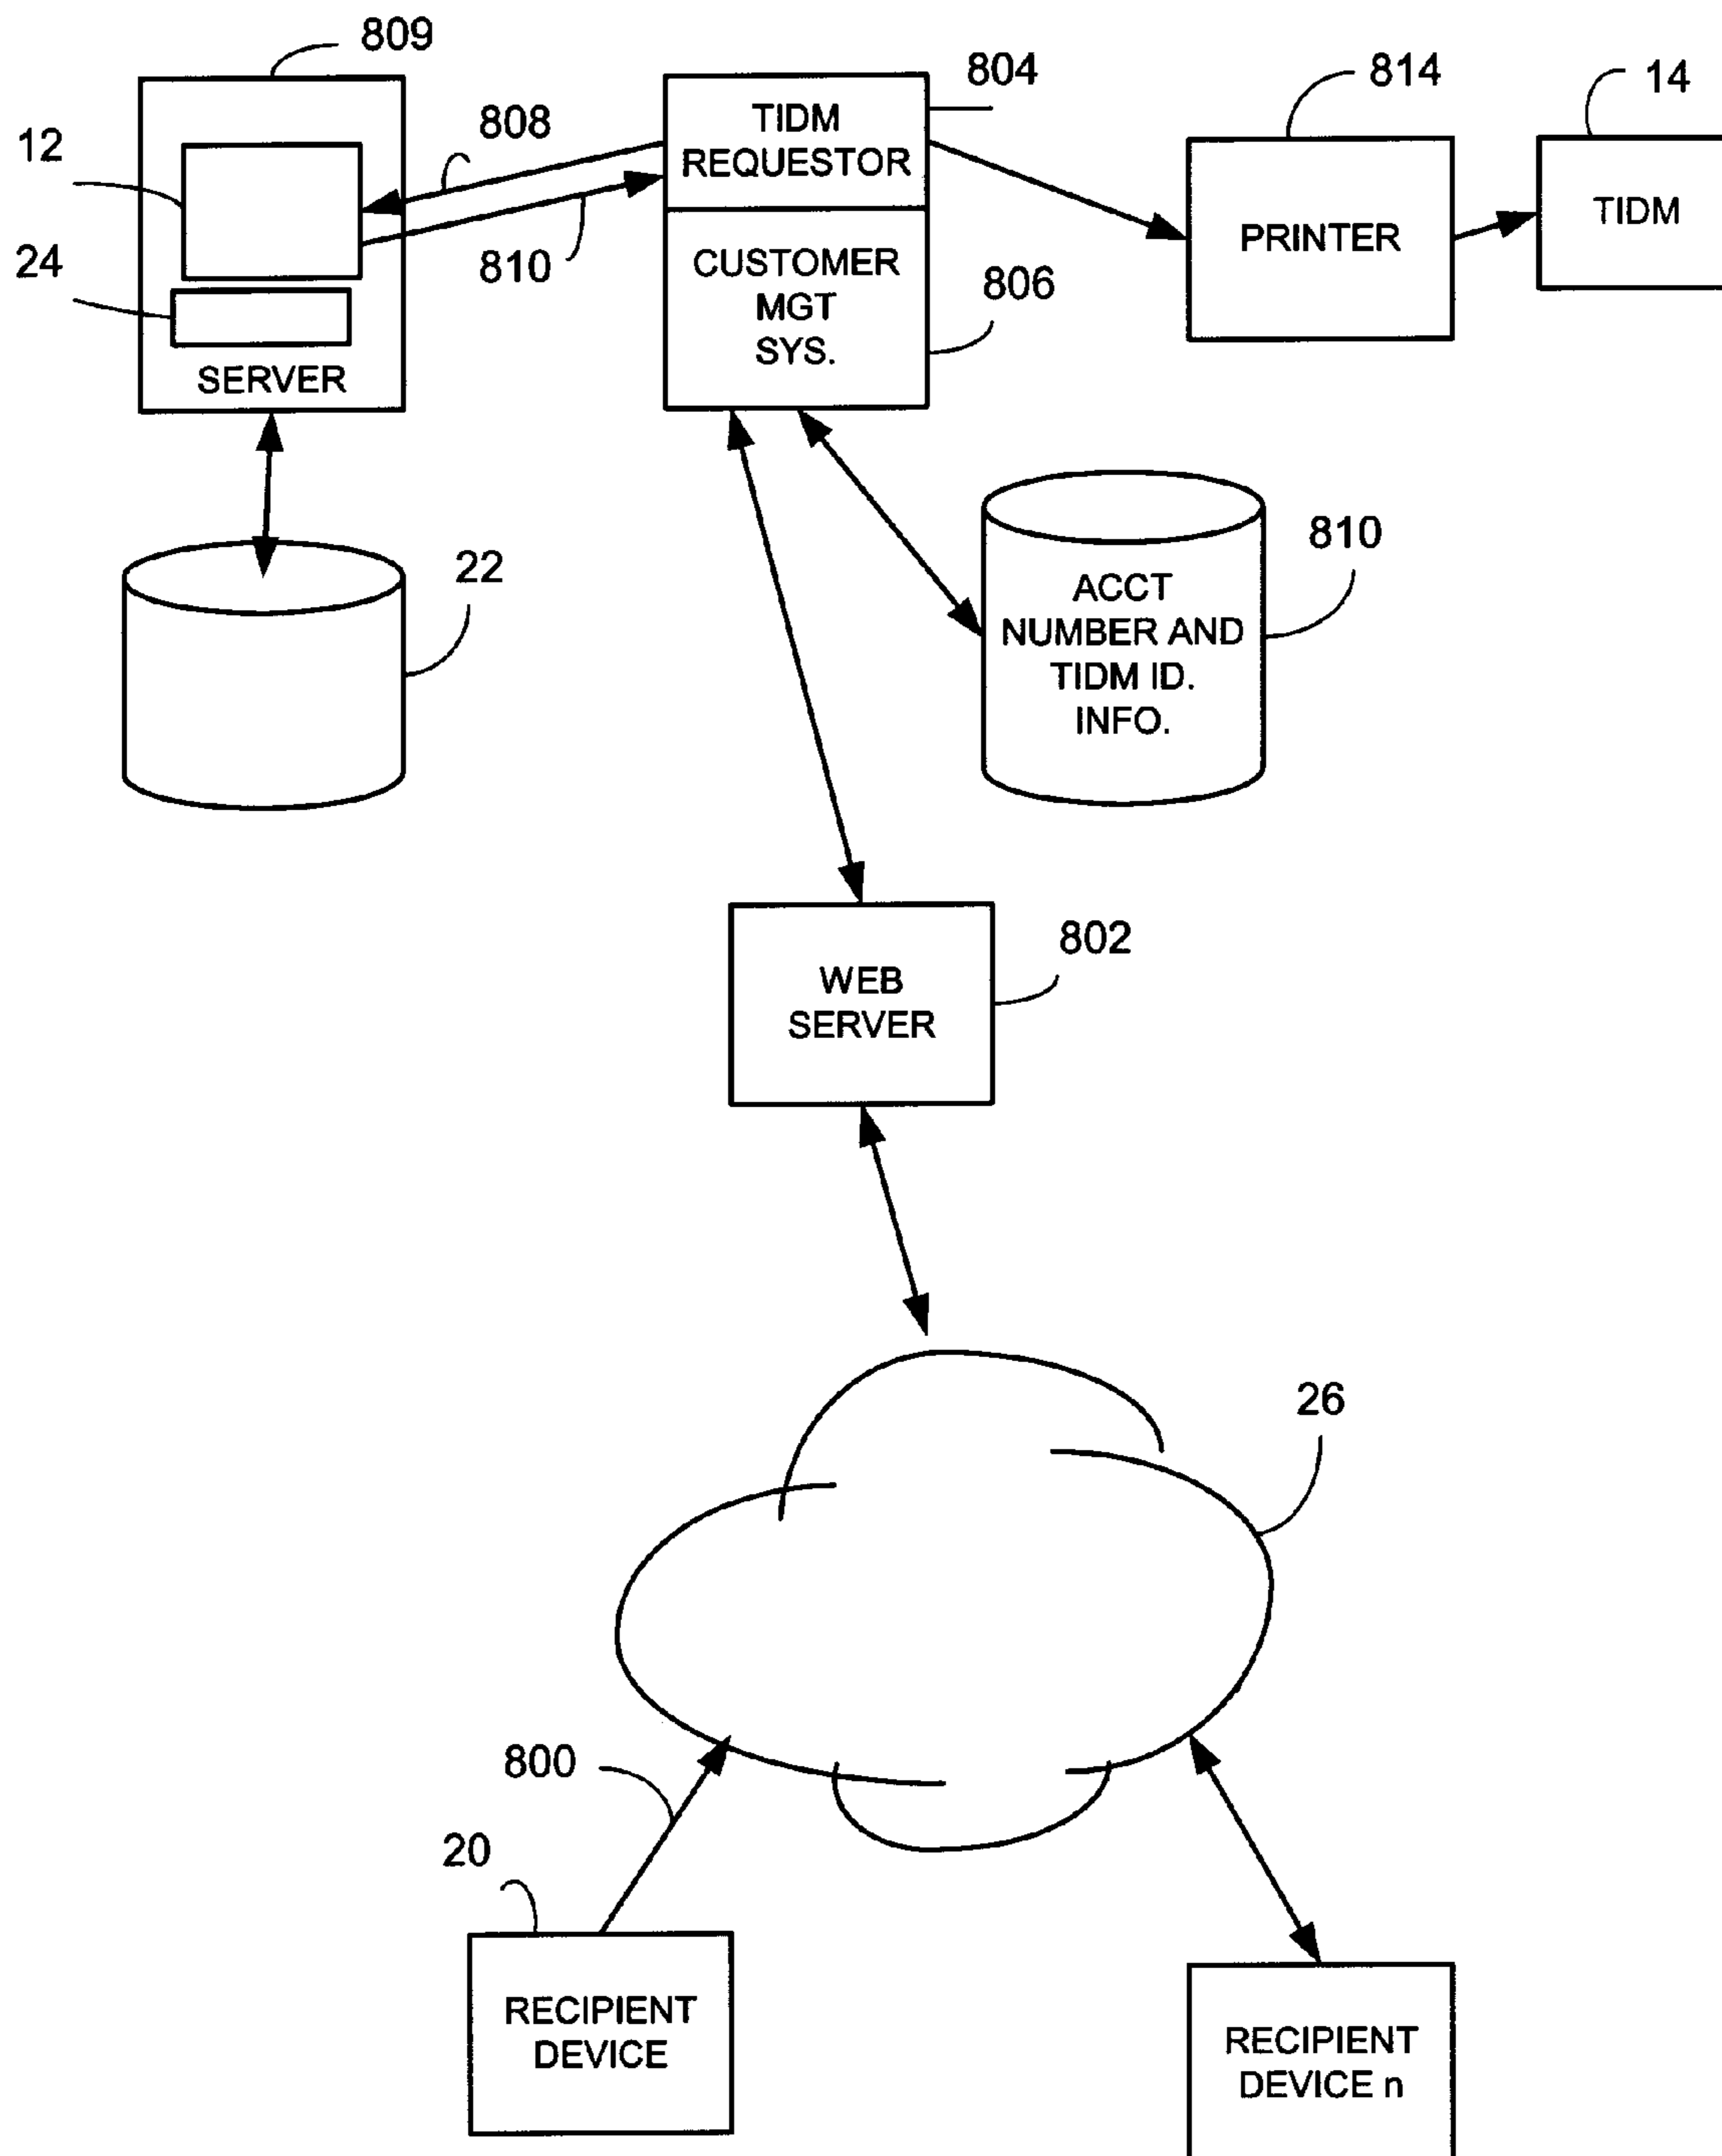 809
804
814
14
12
808
TIDM
REQUESTOR
TIDM
PRINTER
24
810
CUSTOMER
MGT
SYS.
806
SERVER
22
810
ACCT
NUMBER AND
TIDM ID.
INFO.
802
WEB
SERVER
26
800
20
RECIPIENT
DEVICE
RECIPIENT
DEVICE n